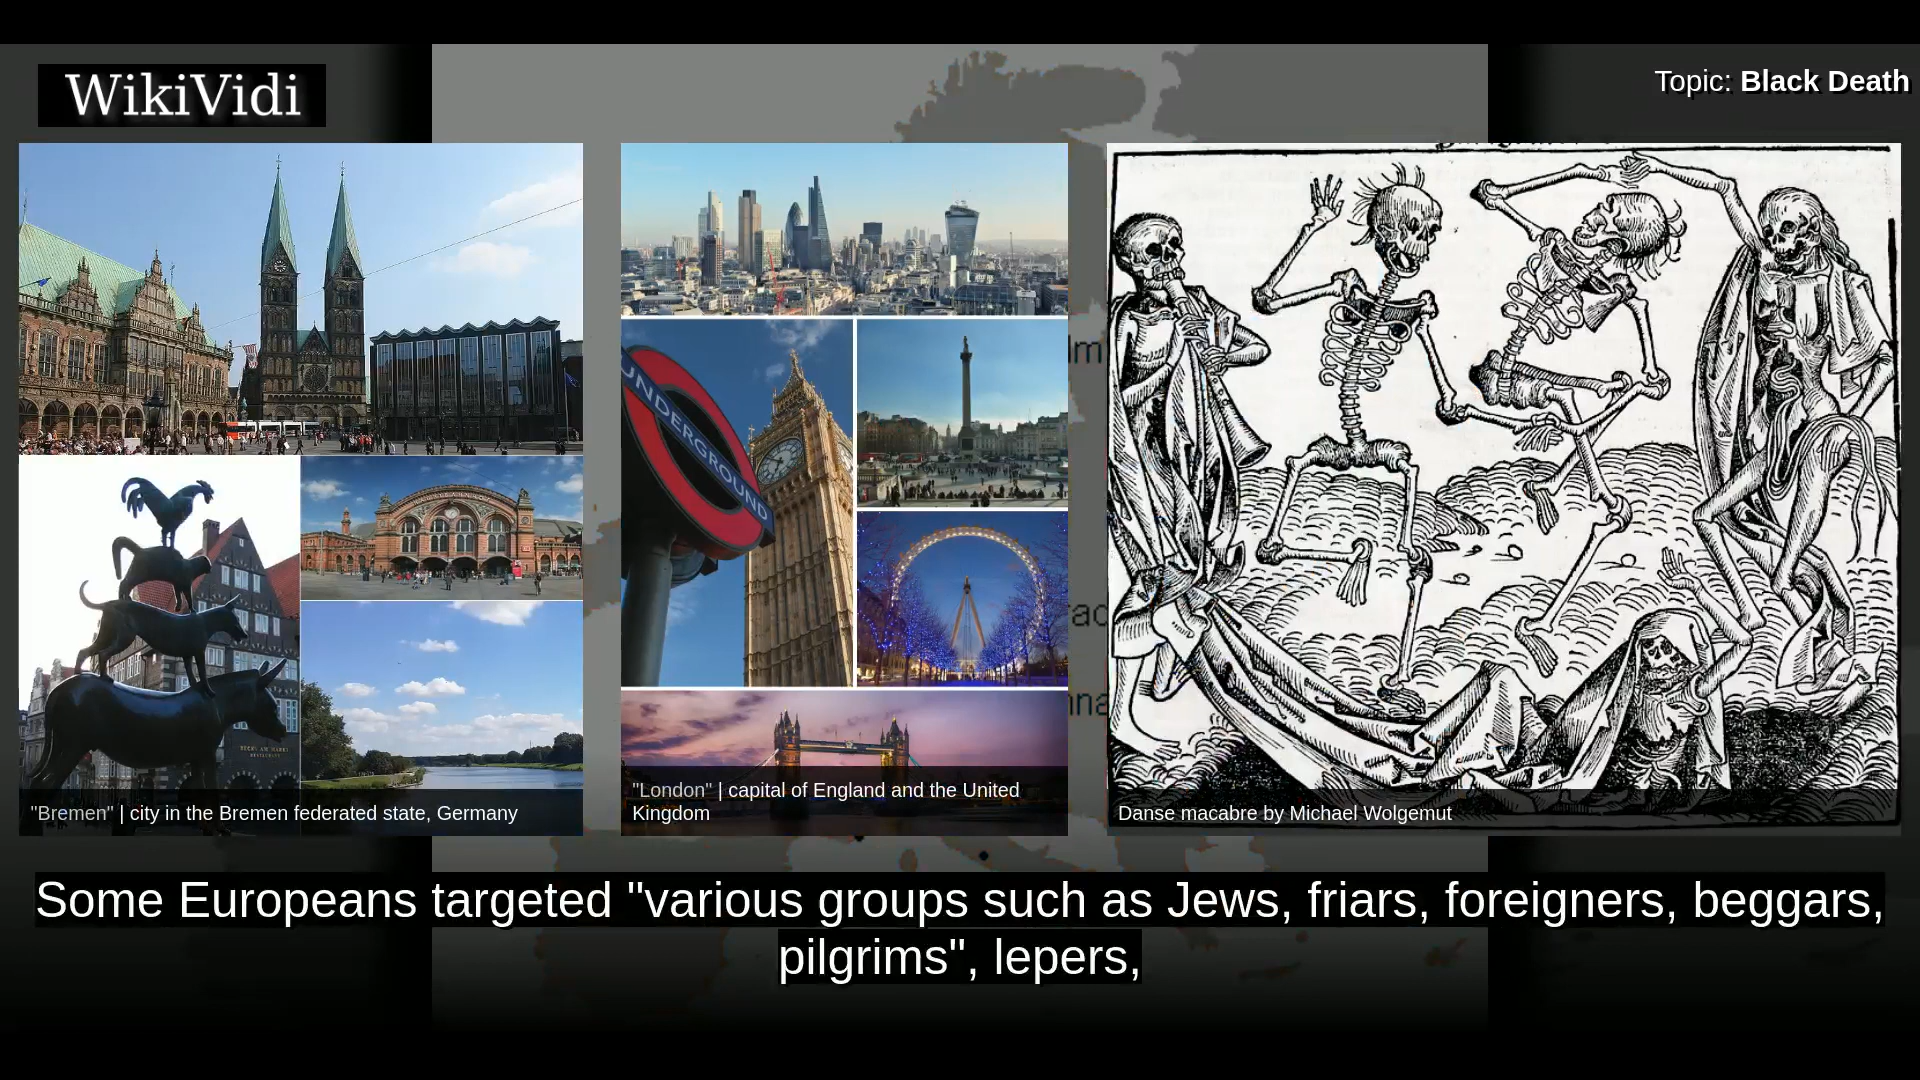 WikiVidi
Topic: Black Death
UNDERGROUND
"Bremen" | city in the Bremen federated state, Germany
"London" | capital of England and the United
Kingdom
Danse macabre by Michael Wolgemut
Some Europeans targeted "various groups such as Jews, friars, foreigners, beggars,
pilgrims", lepers,